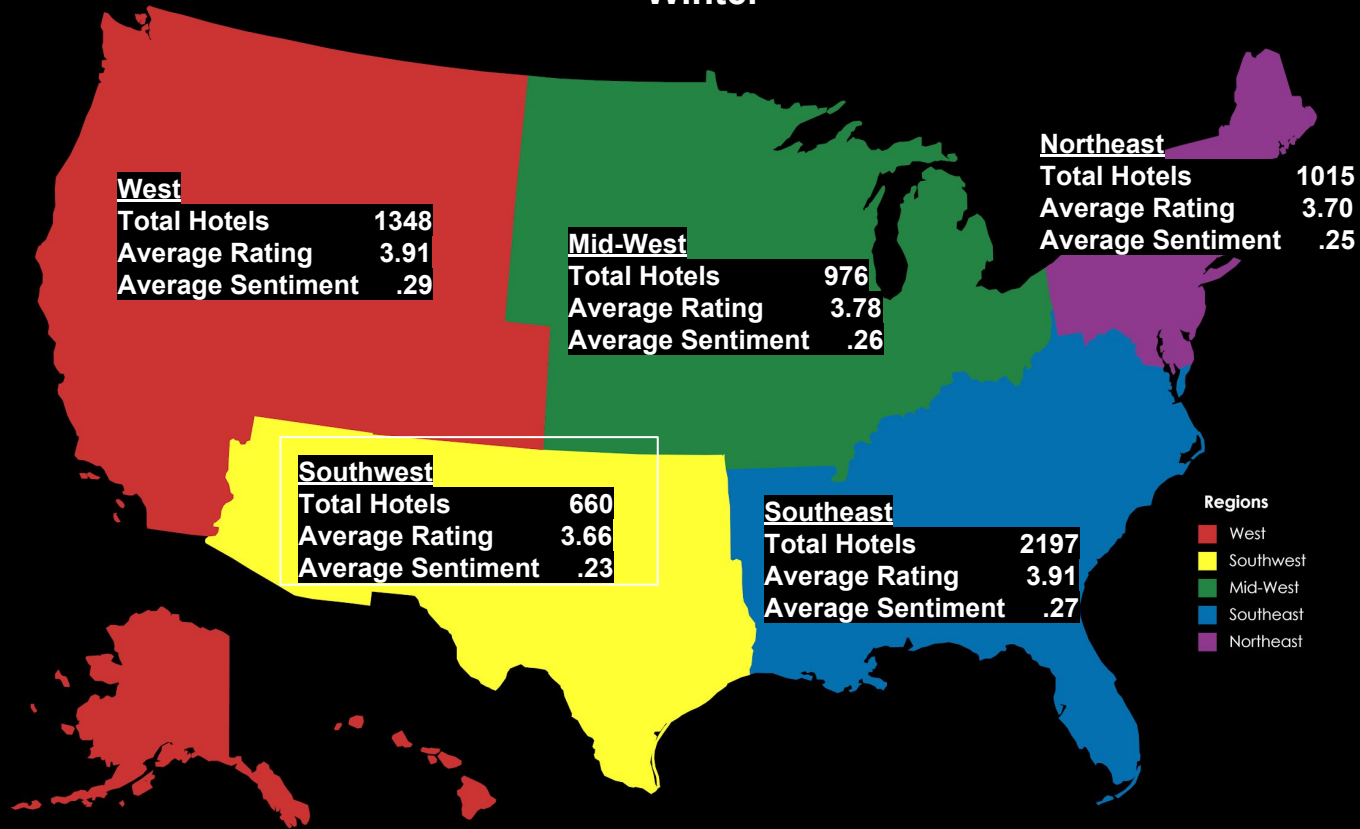 Winter
West
Total Hotels 1348
Average Rating 3.91
Average Sentiment .29
Mid-West
Total Hotels 976
Average Rating 3.78
Average Sentiment .26
Northeast
Total Hotels 1015
Average Rating 3.70
Average Sentiment .25
Southwest
Total Hotels 660
Average Rating 3.66
Average Sentiment .23
Southeast
Total Hotels 2197
Average Rating 3.91
Average Sentiment .27
Regions
West
Southwest
Mid-West
Southeast
Northeast